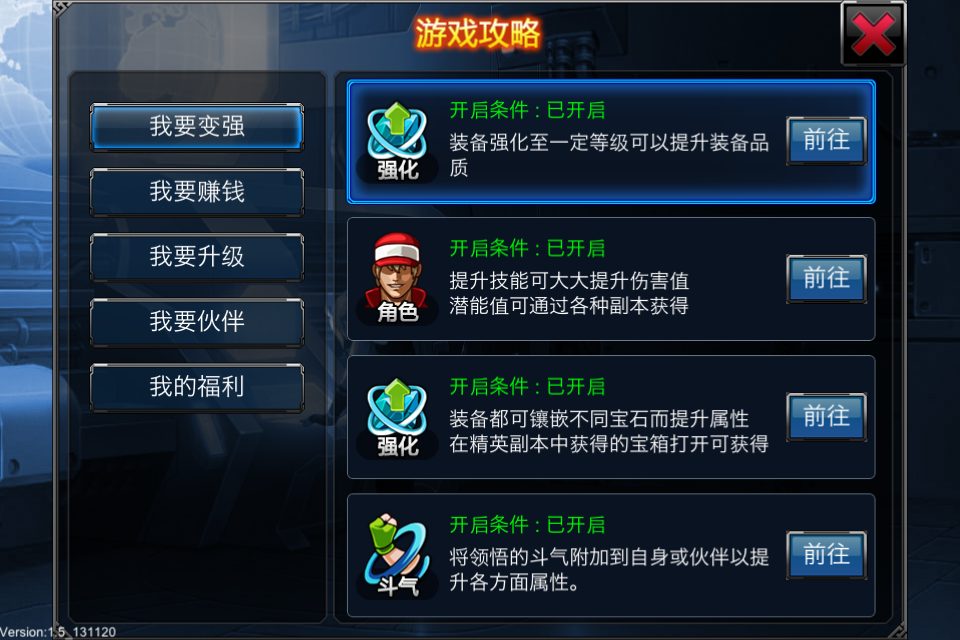 游戏攻略
我要变强
我要赚钱
我要升级
我要伙伴
我的福利
开启条件：已开启
装备强化至一定等级可以提升装备品
质
强化
前往
开启条件：已开启
提升技能可大大提升伤害值
潜能值可通过各种副本获得
角色
前往
开启条件：已开启
装备都可镶嵌不同宝石而提升属性
在精英副本中获得的宝箱打开可获得
强化
前往
开启条件：已开启
将领悟的斗气附加到自身或伙伴以提
升各方面属性。
斗气
前往
Version:1.5_131120